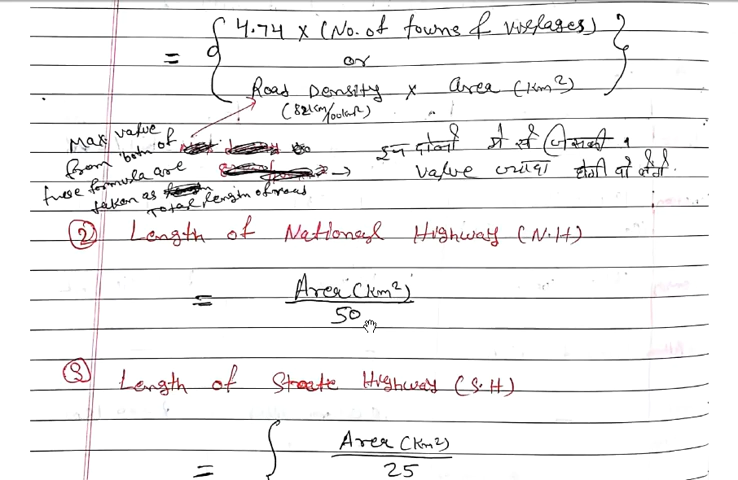 4.74 x (No. of towns & villages)
=
or
Road Density x Area (Km²)
(82km/100km²)
Max. value
from both of
these formula are
taken as
Total length of road
इन दोनो में से जिसकी
value ज्यादा होगी वो लेंगे.
② Length of National Highway (N.H)
= Area (Km²)
50
③ Length of State Highway (S.H)
= Area (Km²)
25